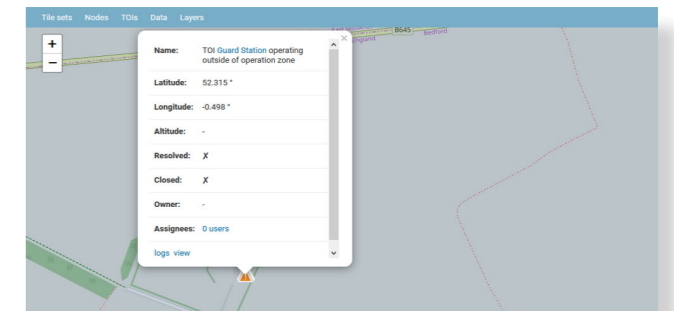 Tile sets Nodes TOIs Data Layers
B645
England
Bedford
+
−
×
Name: TOI Guard Station operating
outside of operation zone
Latitude: 52.315 °
Longitude: -0.498 °
Altitude: -
Resolved: ✗
Closed: ✗
Owner: -
Assignees: 0 users
logs view